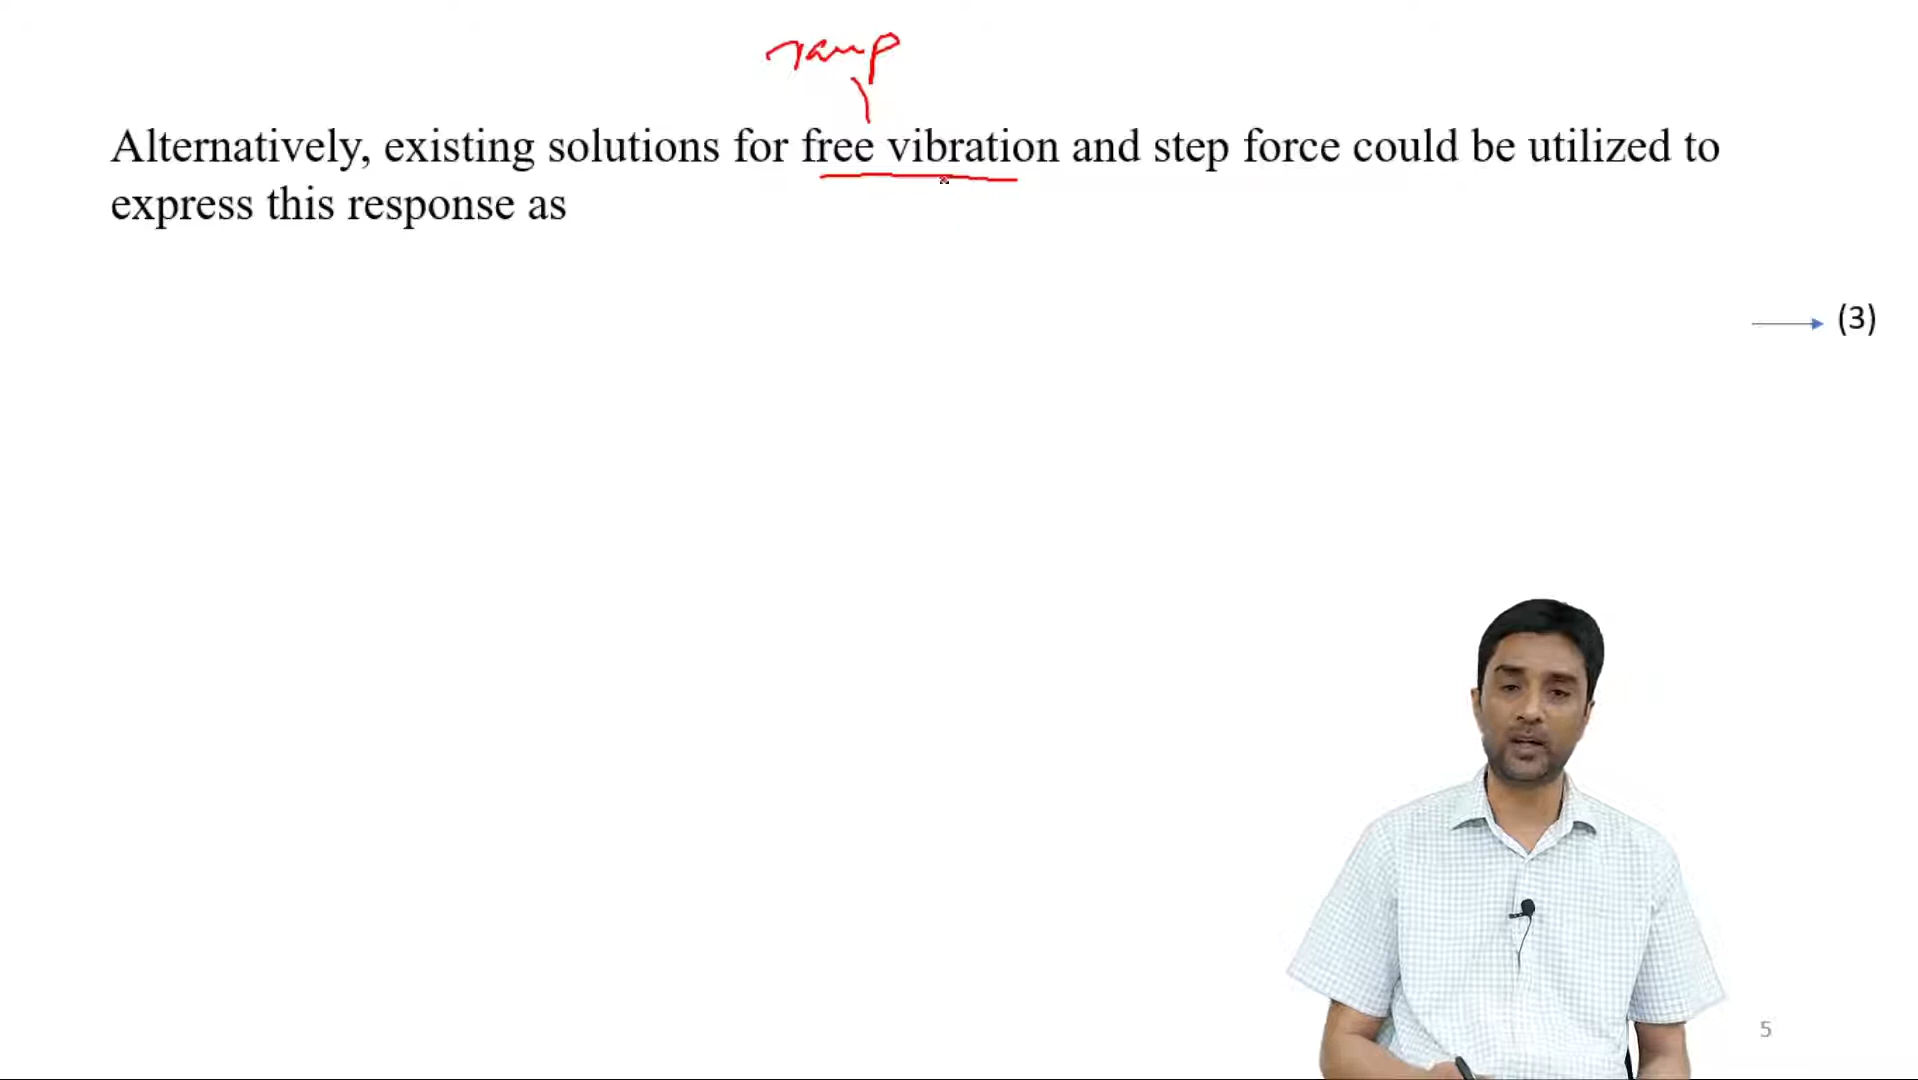 ramp
Alternatively, existing solutions for free vibration and step force could be utilized to
express this response as
(3)
5